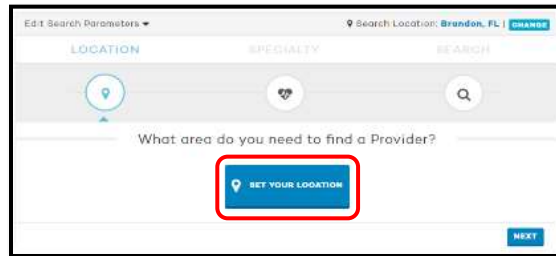 Edit Search Parameters
Search Location: Brandon, FL | CHANGE
LOCATION SPECIALTY SEARCH
What area do you need to find a Provider?
SET YOUR LOCATION
NEXT